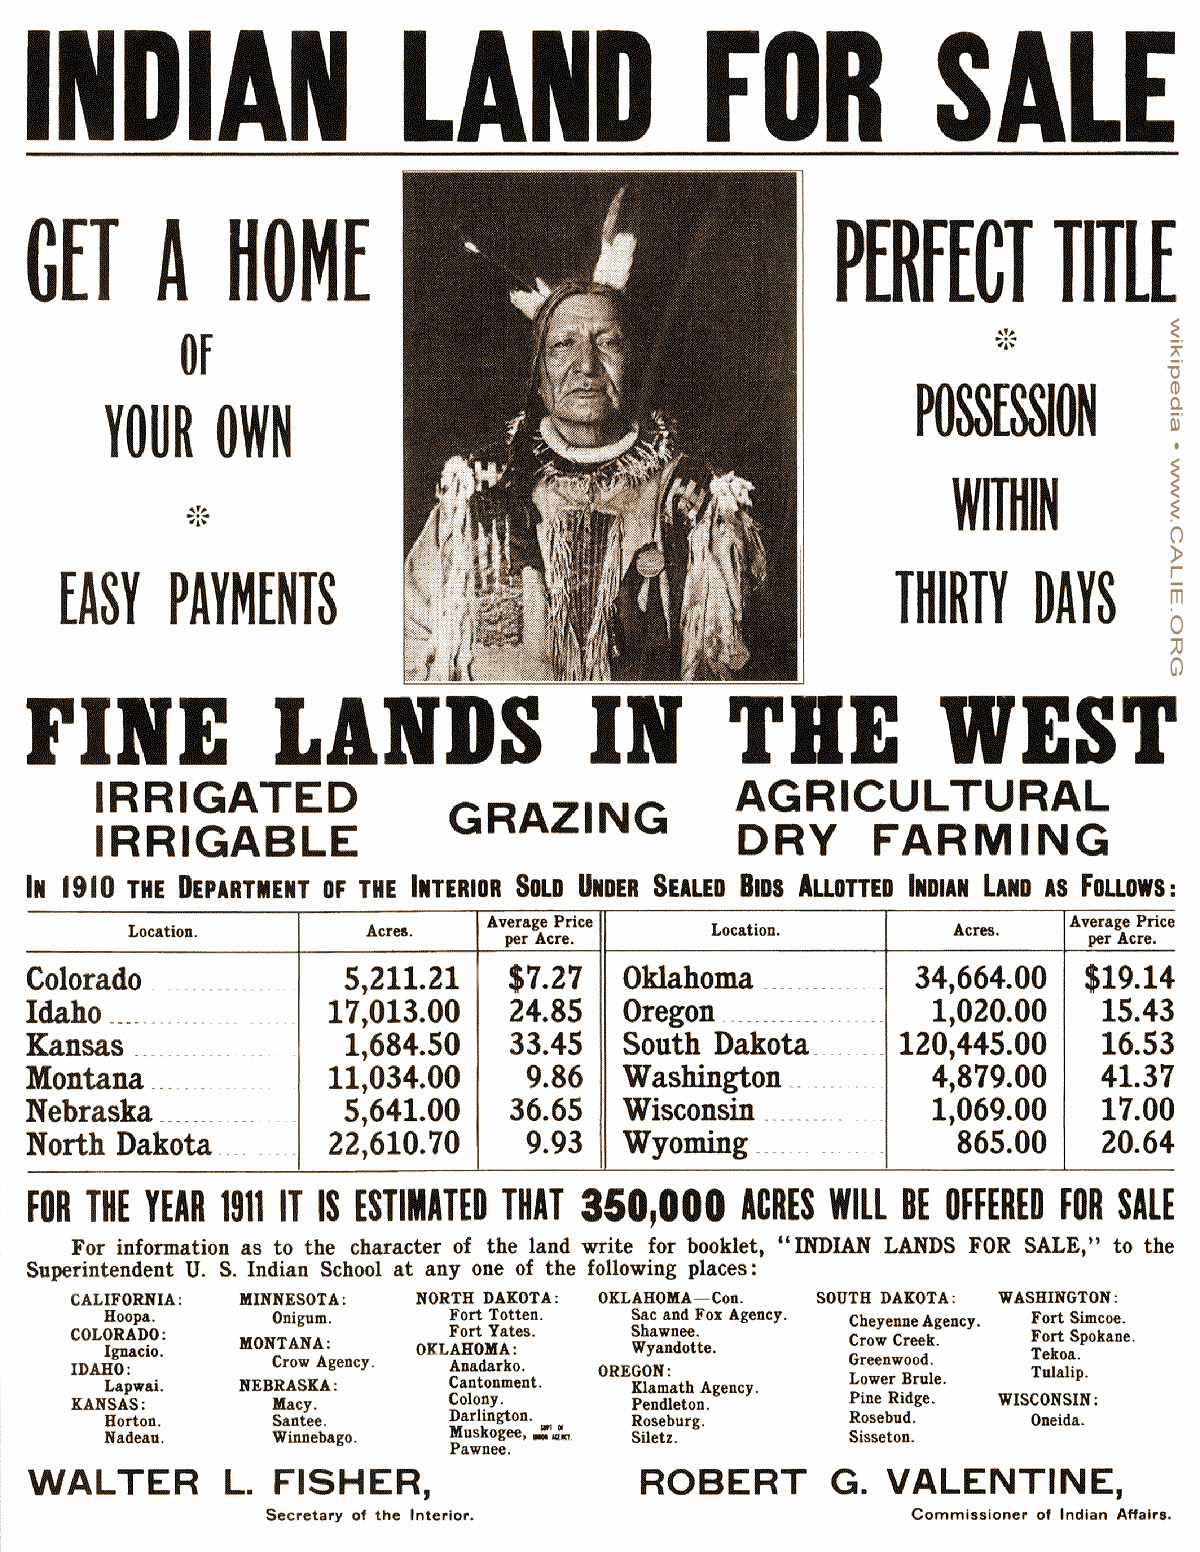 INDIAN LAND FOR SALE
GET A HOME
OF
YOUR OWN
EASY PAYMENTS
PERFECT TITLE
POSSESSION
WITHIN
THIRTY DAYS
wikipedia • www.CALIE.ORG
FINE LANDS IN THE WEST
IRRIGATED
IRRIGABLE
GRAZING
AGRICULTURAL
DRY FARMING
IN 1910 THE DEPARTMENT OF THE INTERIOR SOLD UNDER SEALED BIDS ALLOTTED INDIAN LAND AS FOLLOWS:
Location. Acres. Average Price per Acre. Location. Acres. Average Price per Acre.
Colorado 5,211.21 $7.27 Oklahoma 34,664.00 $19.14
Idaho 17,013.00 24.85 Oregon 1,020.00 15.43
Kansas 1,684.50 33.45 South Dakota 120,445.00 16.53
Montana 11,034.00 9.86 Washington 4,879.00 41.37
Nebraska 5,641.00 36.65 Wisconsin 1,069.00 17.00
North Dakota 22,610.70 9.93 Wyoming 865.00 20.64
FOR THE YEAR 1911 IT IS ESTIMATED THAT 350,000 ACRES WILL BE OFFERED FOR SALE
For information as to the character of the land write for booklet, "INDIAN LANDS FOR SALE," to the
Superintendent U. S. Indian School at any one of the following places:
CALIFORNIA:
Hoopa.
COLORADO:
Ignacio.
IDAHO:
Lapwai.
KANSAS:
Horton.
Nadeau.
MINNESOTA:
Onigum.
MONTANA:
Crow Agency.
NEBRASKA:
Macy.
Santee.
Winnebago.
NORTH DAKOTA:
Fort Totten.
Fort Yates.
OKLAHOMA:
Anadarko.
Cantonment.
Colony.
Darlington.
Muskogee,
Pawnee.
OKLAHOMA—Con.
Sac and Fox Agency.
Shawnee.
Wyandotte.
OREGON:
Klamath Agency.
Pendleton.
Roseburg.
Siletz.
SOUTH DAKOTA:
Cheyenne Agency.
Crow Creek.
Greenwood.
Lower Brule.
Pine Ridge.
Rosebud.
Sisseton.
WASHINGTON:
Fort Simcoe.
Fort Spokane.
Tekoa.
Tulalip.
WISCONSIN:
Oneida.
WALTER L. FISHER,
Secretary of the Interior.
ROBERT G. VALENTINE,
Commissioner of Indian Affairs.